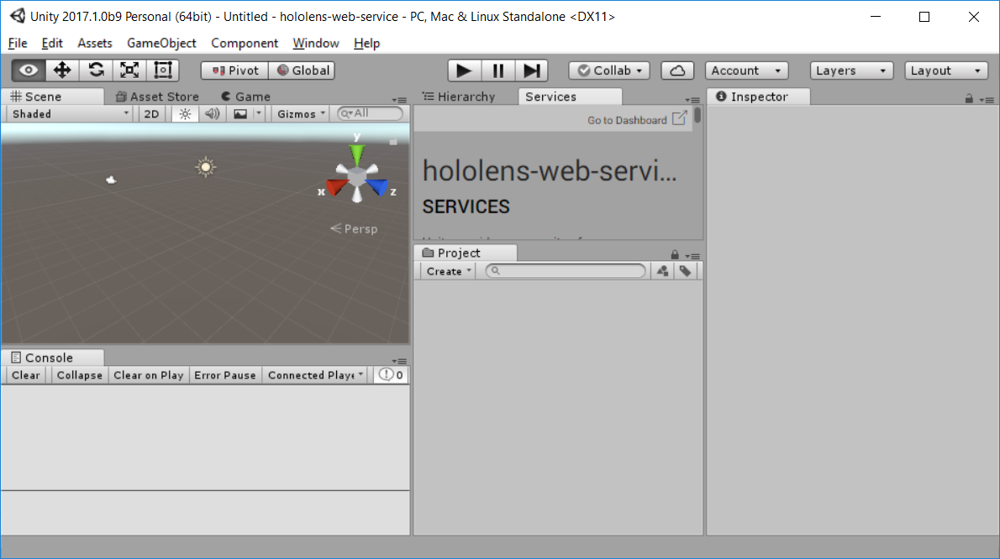 Unity 2017.1.0b9 Personal (64bit) - Untitled - hololens-web-service - PC, Mac & Linux Standalone <DX11>
File Edit Assets GameObject Component Window Help
Pivot Global Collab Account Layers Layout
Scene Asset Store Game
Shaded 2D Gizmos All
y
x z
Persp
Console
Clear Collapse Clear on Play Error Pause Connected Playe 0
Hierarchy Services
Go to Dashboard
hololens-web-servi...
SERVICES
Project
Create
Inspector